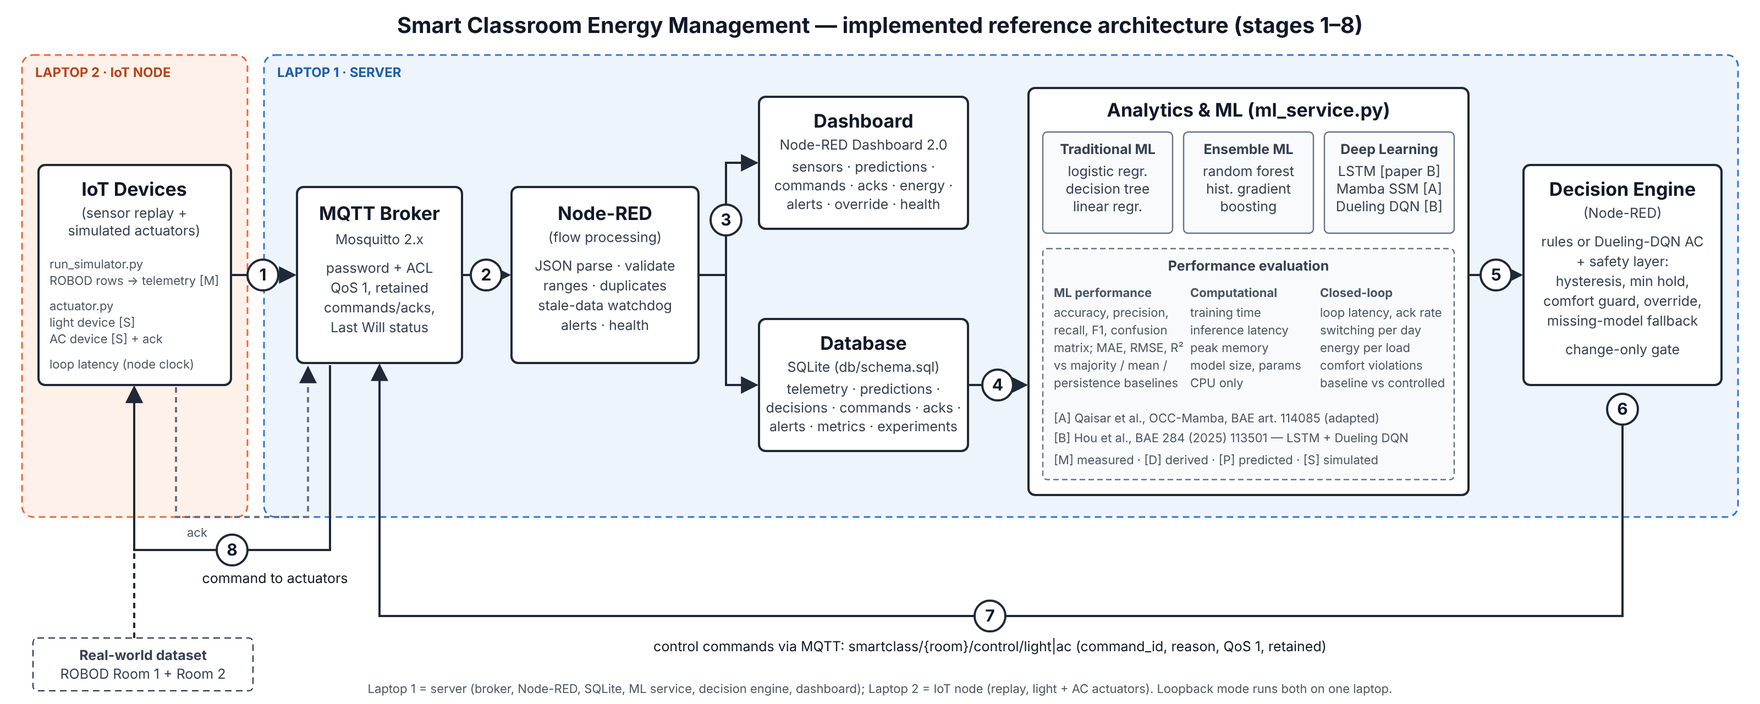 Smart Classroom Energy Management — implemented reference architecture (stages 1–8)
LAPTOP 2 · IoT NODE
LAPTOP 1 · SERVER
IoT Devices
(sensor replay +
simulated actuators)
run_simulator.py
ROBOD rows → telemetry [M]
actuator.py
light device [S]
AC device [S] + ack
loop latency (node clock)
1
MQTT Broker
Mosquitto 2.x
password + ACL
QoS 1, retained
commands/acks,
Last Will status
2
Node-RED
(flow processing)
JSON parse · validate
ranges · duplicates
stale-data watchdog
alerts · health
3
Dashboard
Node-RED Dashboard 2.0
sensors · predictions ·
commands · acks · energy ·
alerts · override · health
Database
SQLite (db/schema.sql)
telemetry · predictions ·
decisions · commands · acks ·
alerts · metrics · experiments
4
Analytics & ML (ml_service.py)
Traditional ML
logistic regr.
decision tree
linear regr.
Ensemble ML
random forest
hist. gradient
boosting
Deep Learning
LSTM [paper B]
Mamba SSM [A]
Dueling DQN [B]
Performance evaluation
ML performance
accuracy, precision,
recall, F1, confusion
matrix; MAE, RMSE, R²
vs majority / mean /
persistence baselines
Computational
training time
inference latency
peak memory
model size, params
CPU only
Closed-loop
loop latency, ack rate
switching per day
energy per load
comfort violations
baseline vs controlled
[A] Qaisar et al., OCC-Mamba, BAE art. 114085 (adapted)
[B] Hou et al., BAE 284 (2025) 113501 — LSTM + Dueling DQN
[M] measured · [D] derived · [P] predicted · [S] simulated
5
Decision Engine
(Node-RED)
rules or Dueling-DQN AC
+ safety layer:
hysteresis, min hold,
comfort guard, override,
missing-model fallback
change-only gate
6
ack
8
command to actuators
7
control commands via MQTT: smartclass/{room}/control/light|ac (command_id, reason, QoS 1, retained)
Real-world dataset
ROBOD Room 1 + Room 2
Laptop 1 = server (broker, Node-RED, SQLite, ML service, decision engine, dashboard); Laptop 2 = IoT node (replay, light + AC actuators). Loopback mode runs both on one laptop.